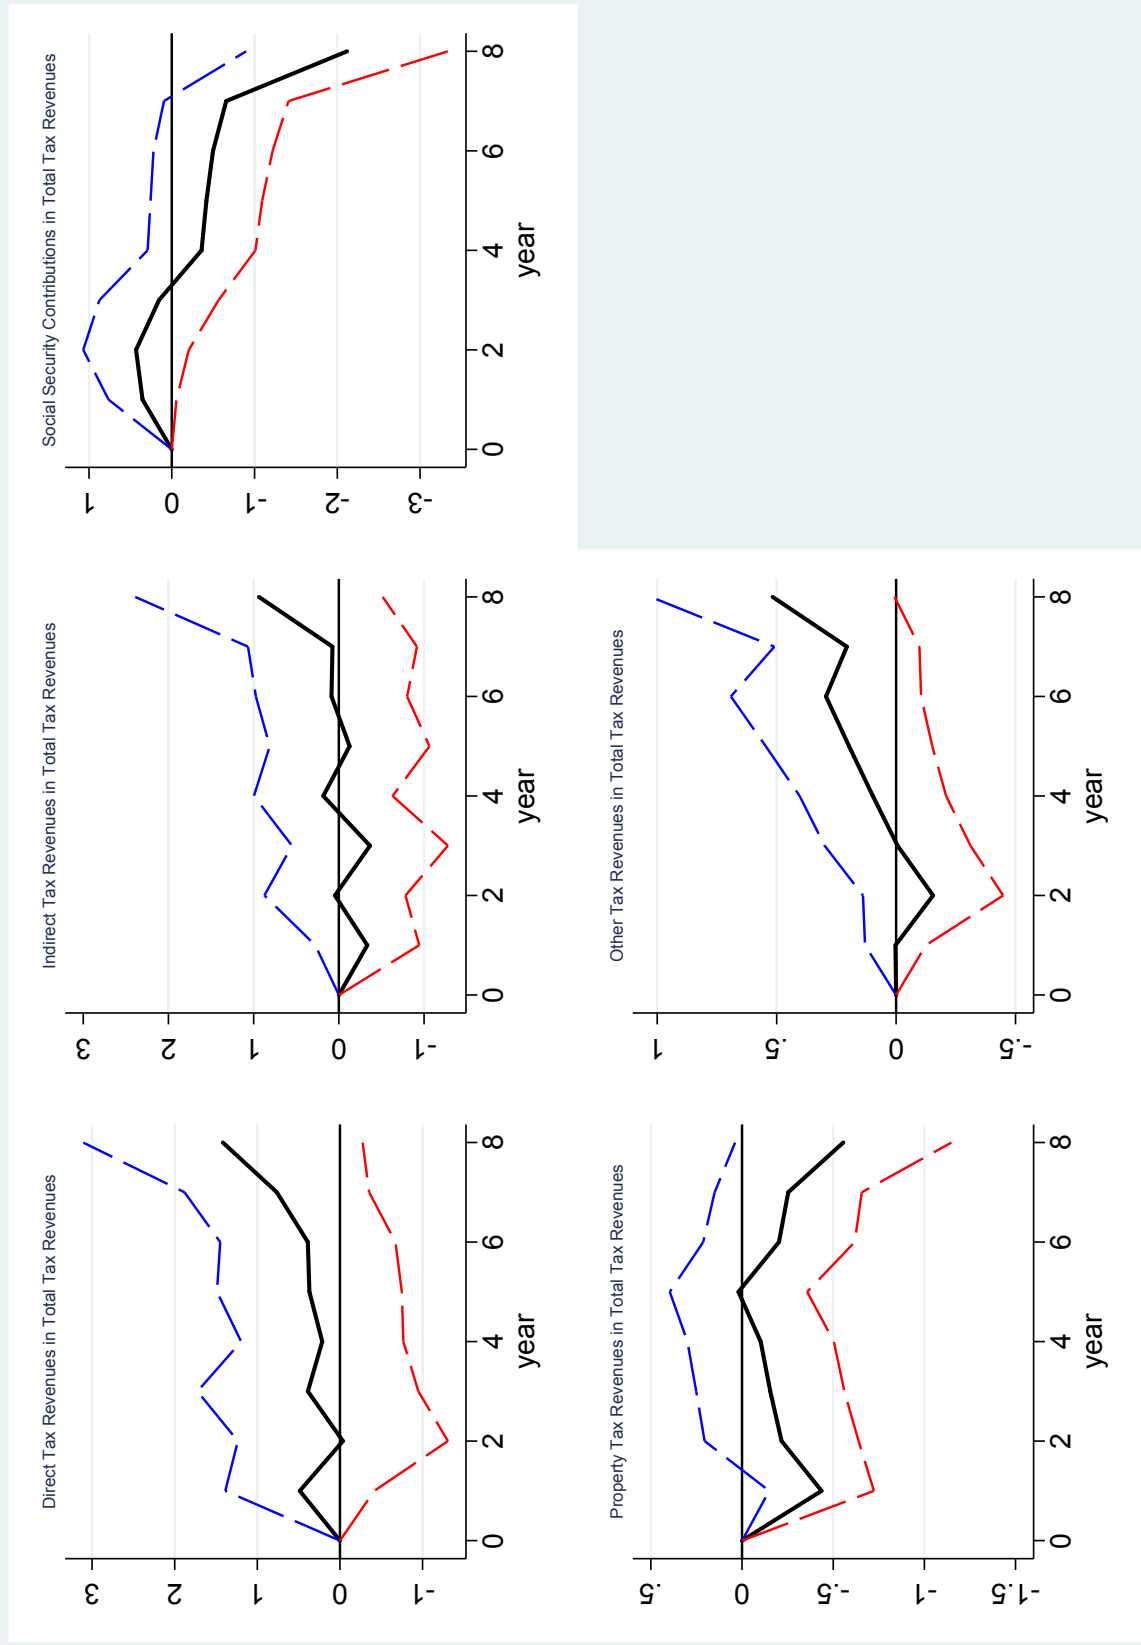 Direct Tax Revenues in Total Tax Revenues
3
2
1
0
-1
0 2 4 6 8
year
Indirect Tax Revenues in Total Tax Revenues
3
2
1
0
-1
0 2 4 6 8
year
Social Security Contributions in Total Tax Revenues
1
0
-1
-2
-3
0 2 4 6 8
year
Property Tax Revenues in Total Tax Revenues
.5
0
-.5
-1
-1.5
0 2 4 6 8
year
Other Tax Revenues in Total Tax Revenues
1
.5
0
-.5
0 2 4 6 8
year